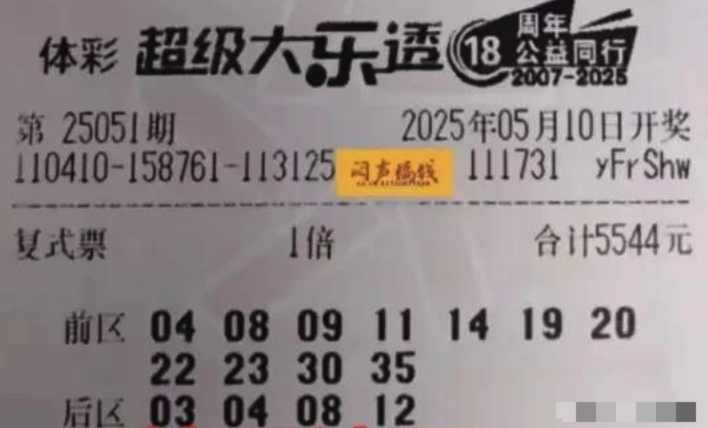 体彩 超级大乐透 18 周年
公益同行
2007-2025
第 25051期 2025年05月10日开奖
110410-158761-113125 闷声搞钱 111731 yFrShw
复式票 1倍 合计5544元
前区 04 08 09 11 14 19 20
22 23 30 35
后区 03 04 08 12